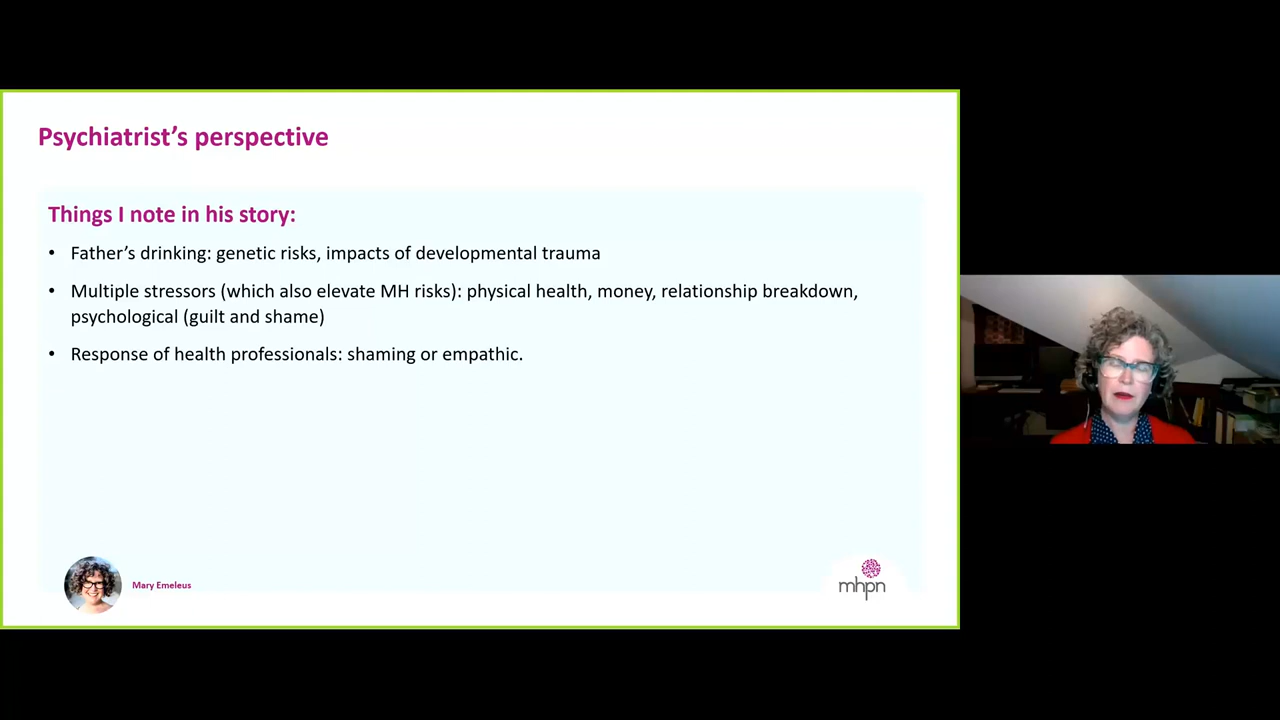 Psychiatrist’s perspective
Things I note in his story:
• Father’s drinking: genetic risks, impacts of developmental trauma
• Multiple stressors (which also elevate MH risks): physical health, money, relationship breakdown,
psychological (guilt and shame)
• Response of health professionals: shaming or empathic.
Mary Emeleus
mhpn